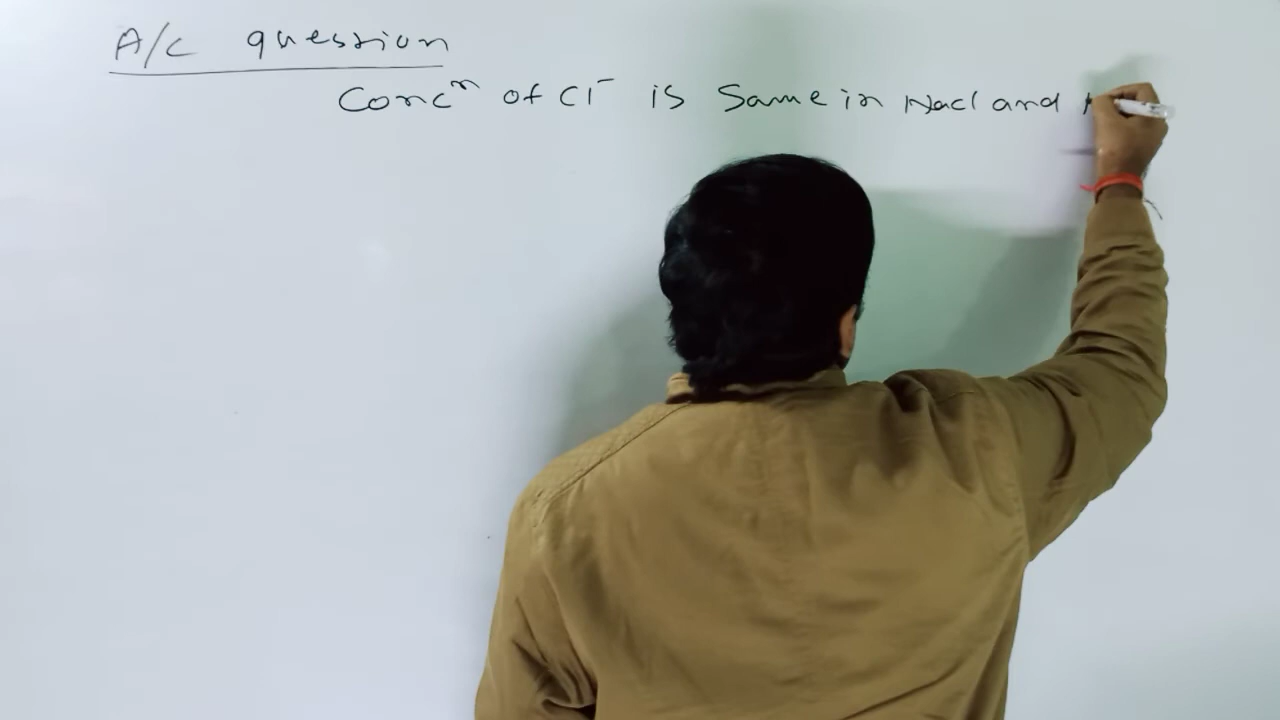 A/C question
Concⁿ of Cl⁻ is same in Nacl and